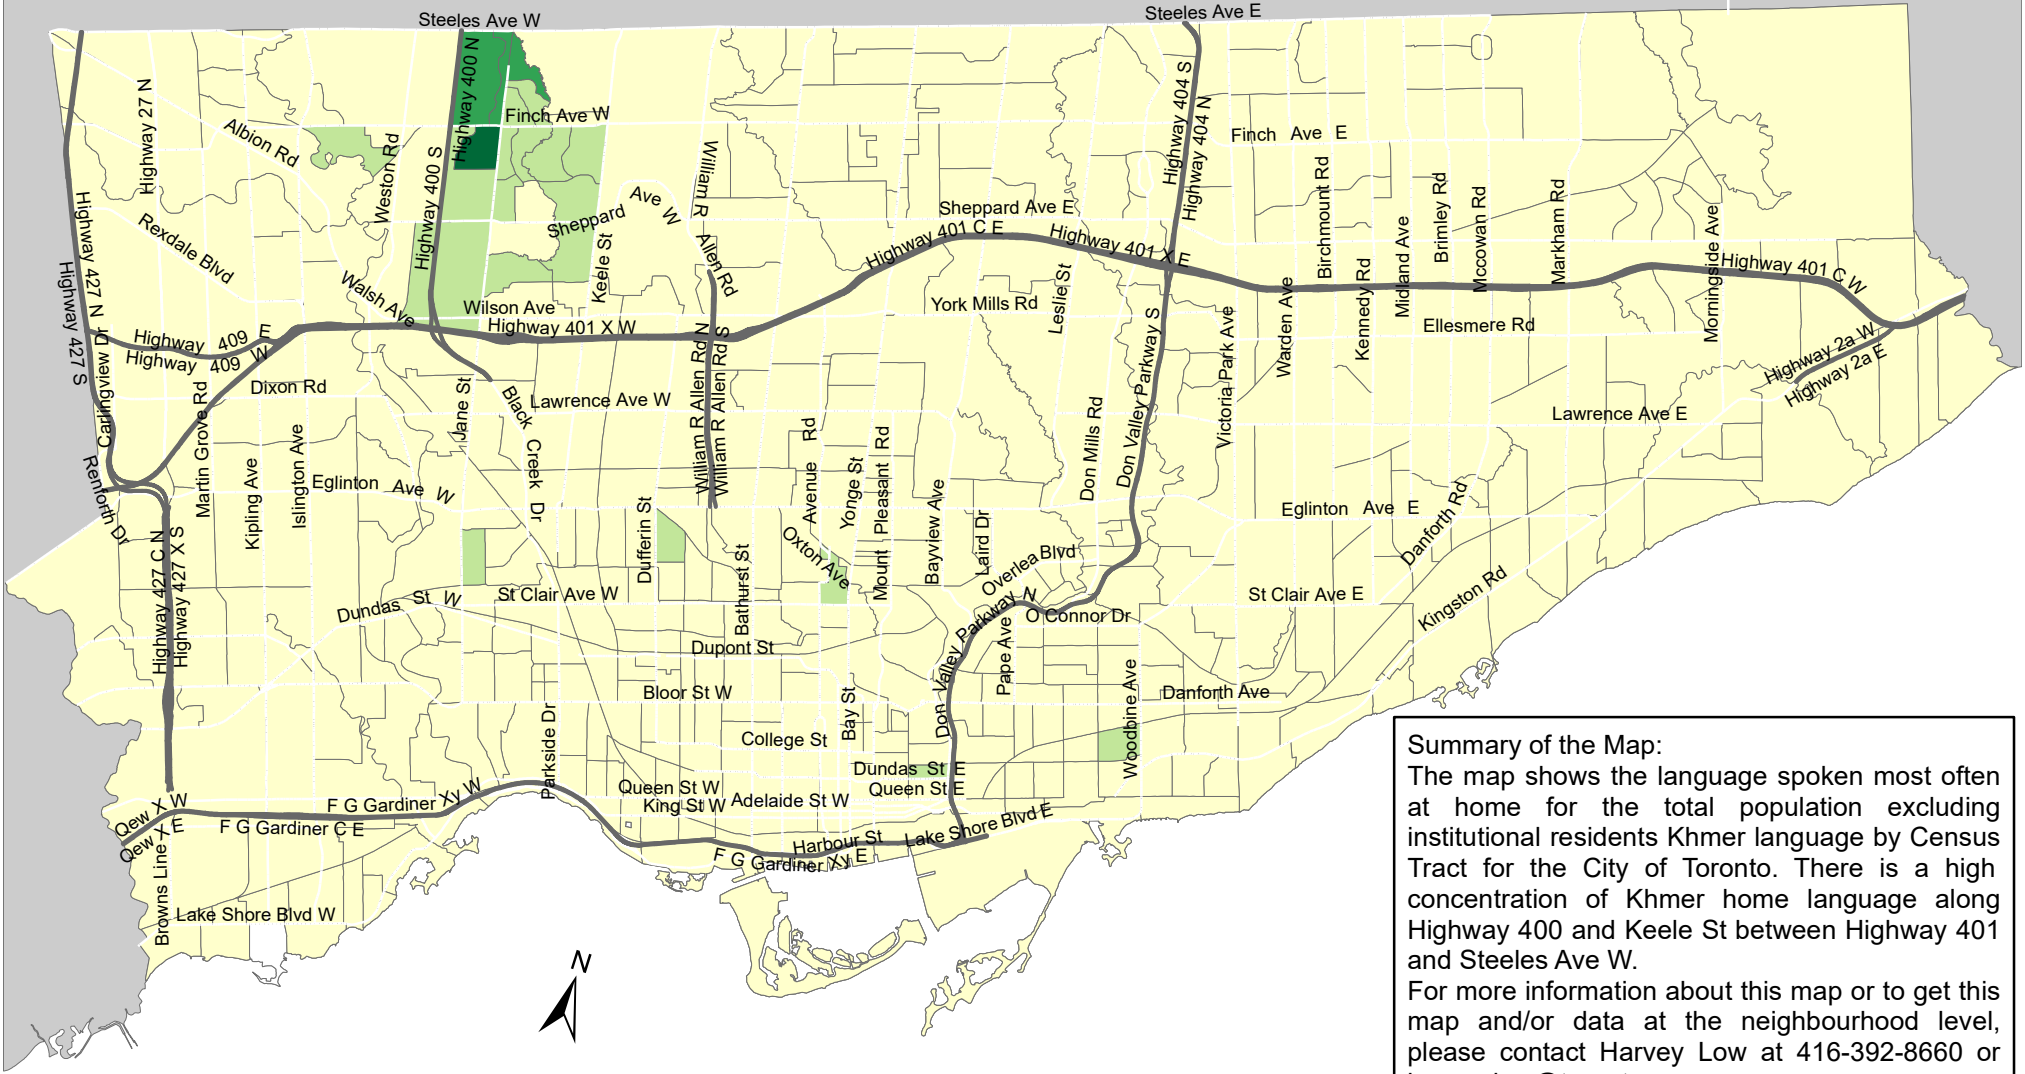 Steeles Ave W
Steeles Ave E
Highway 400 N
Highway 27 N
Albion Rd
Finch Ave W
Weston Rd
Highway 400 S
William R Allen Rd
Highway 404 S
Highway 404 N
Finch Ave E
Highway 427 N
Highway 427 S
Rexdale Blvd
Walsh Ave
Sheppard Ave W
Keele St
Wilson Ave
Highway 401 X W
Highway 401 C E
Sheppard Ave E
Highway 401 X E
York Mills Rd
Leslie St
Birchmount Rd
Kennedy Rd
Midland Ave
Brimley Rd
Mccowan Rd
Markham Rd
Morningside Ave
Highway 401 C W
Ellesmere Rd
Highway 2a W
Highway 2a E
Warden Ave
Victoria Park Ave
Don Valley Parkway S
Don Mills Rd
Lawrence Ave E
Highway 409 E
Highway 409 W
Carlingview Dr
Dixon Rd
Martin Grove Rd
Kipling Ave
Islington Ave
Eglinton Ave W
Renforth Dr
Jane St
Black Creek Dr
Lawrence Ave W
William R Allen Rd N
William R Allen Rd S
Avenue Rd
Yonge St
Mount Pleasant Rd
Bayview Ave
Laird Dr
Overlea Blvd
Eglinton Ave E
Danforth Rd
Kingston Rd
St Clair Ave E
O Connor Dr
Don Valley Parkway N
Pape Ave
Woodbine Ave
Danforth Ave
Highway 427 C N
Highway 427 X S
Dundas St W
St Clair Ave W
Dufferin St
Bathurst St
Oxton Ave
Dupont St
Bloor St W
Bay St
College St
Parkside Dr
Dundas St E
Queen St E
Queen St W
King St W
Adelaide St W
Qew X W
Qew X E
F G Gardiner Xy W
F G Gardiner C E
Harbour St
Lake Shore Blvd E
F G Gardiner Xy E
Browns Line
Lake Shore Blvd W
N
Summary of the Map:
The map shows the language spoken most often
at home for the total population excluding
institutional residents Khmer language by Census
Tract for the City of Toronto. There is a high
concentration of Khmer home language along
Highway 400 and Keele St between Highway 401
and Steeles Ave W.
For more information about this map or to get this
map and/or data at the neighbourhood level,
please contact Harvey Low at 416-392-8660 or